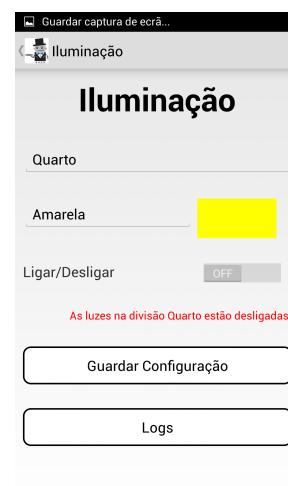 Guardar captura de ecrã...
Iluminação
Iluminação
Quarto
Amarela
Ligar/Desligar
OFF
As luzes na divisão Quarto estão desligadas
Guardar Configuração
Logs